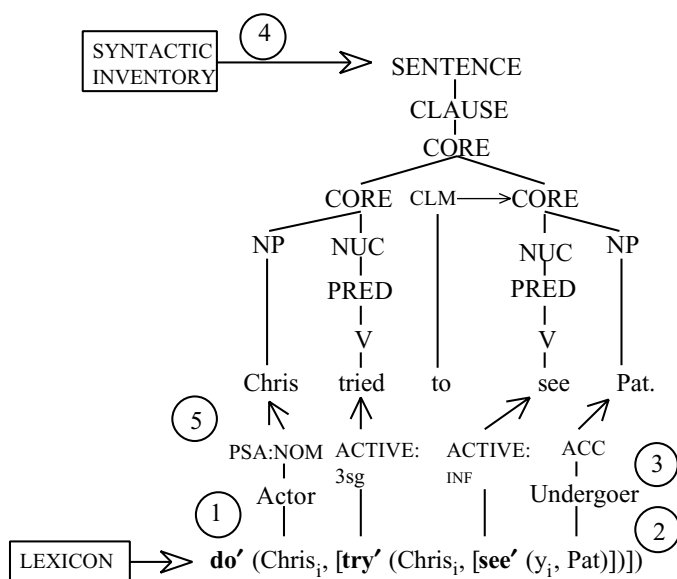 ④
SYNTACTIC
INVENTORY
SENTENCE
CLAUSE
CORE
CORE CLM CORE
NP NUC NUC NP
PRED PRED
V V
Chris tried to see Pat.
⑤
PSA:NOM ACTIVE: ACTIVE: ACC ③
3sg INF
① Actor Undergoer ②
LEXICON do′ (Chrisᵢ, [try′ (Chrisᵢ, [see′ (yᵢ, Pat)])])